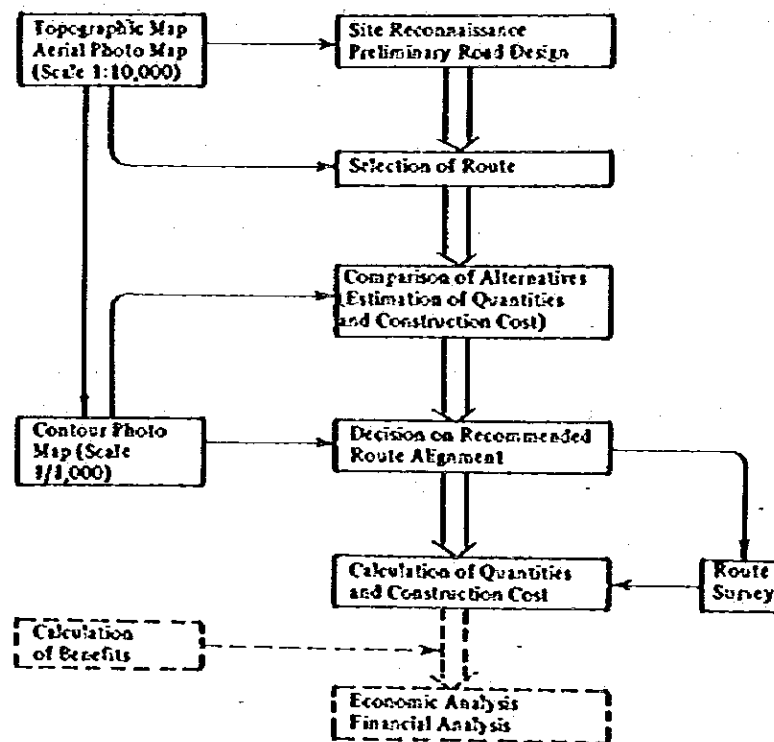 Topographic Map
Aerial Photo Map
(Scale 1:10,000)
Site Reconnaissance
Preliminary Road Design
Selection of Route
Comparison of Alternatives
(Estimation of Quantities
and Construction Cost)
Contour Photo
Map (Scale
1/1,000)
Decision on Recommended
Route Alignment
Calculation of Quantities
and Construction Cost
Route
Survey
Calculation
of Benefits
Economic Analysis
Financial Analysis